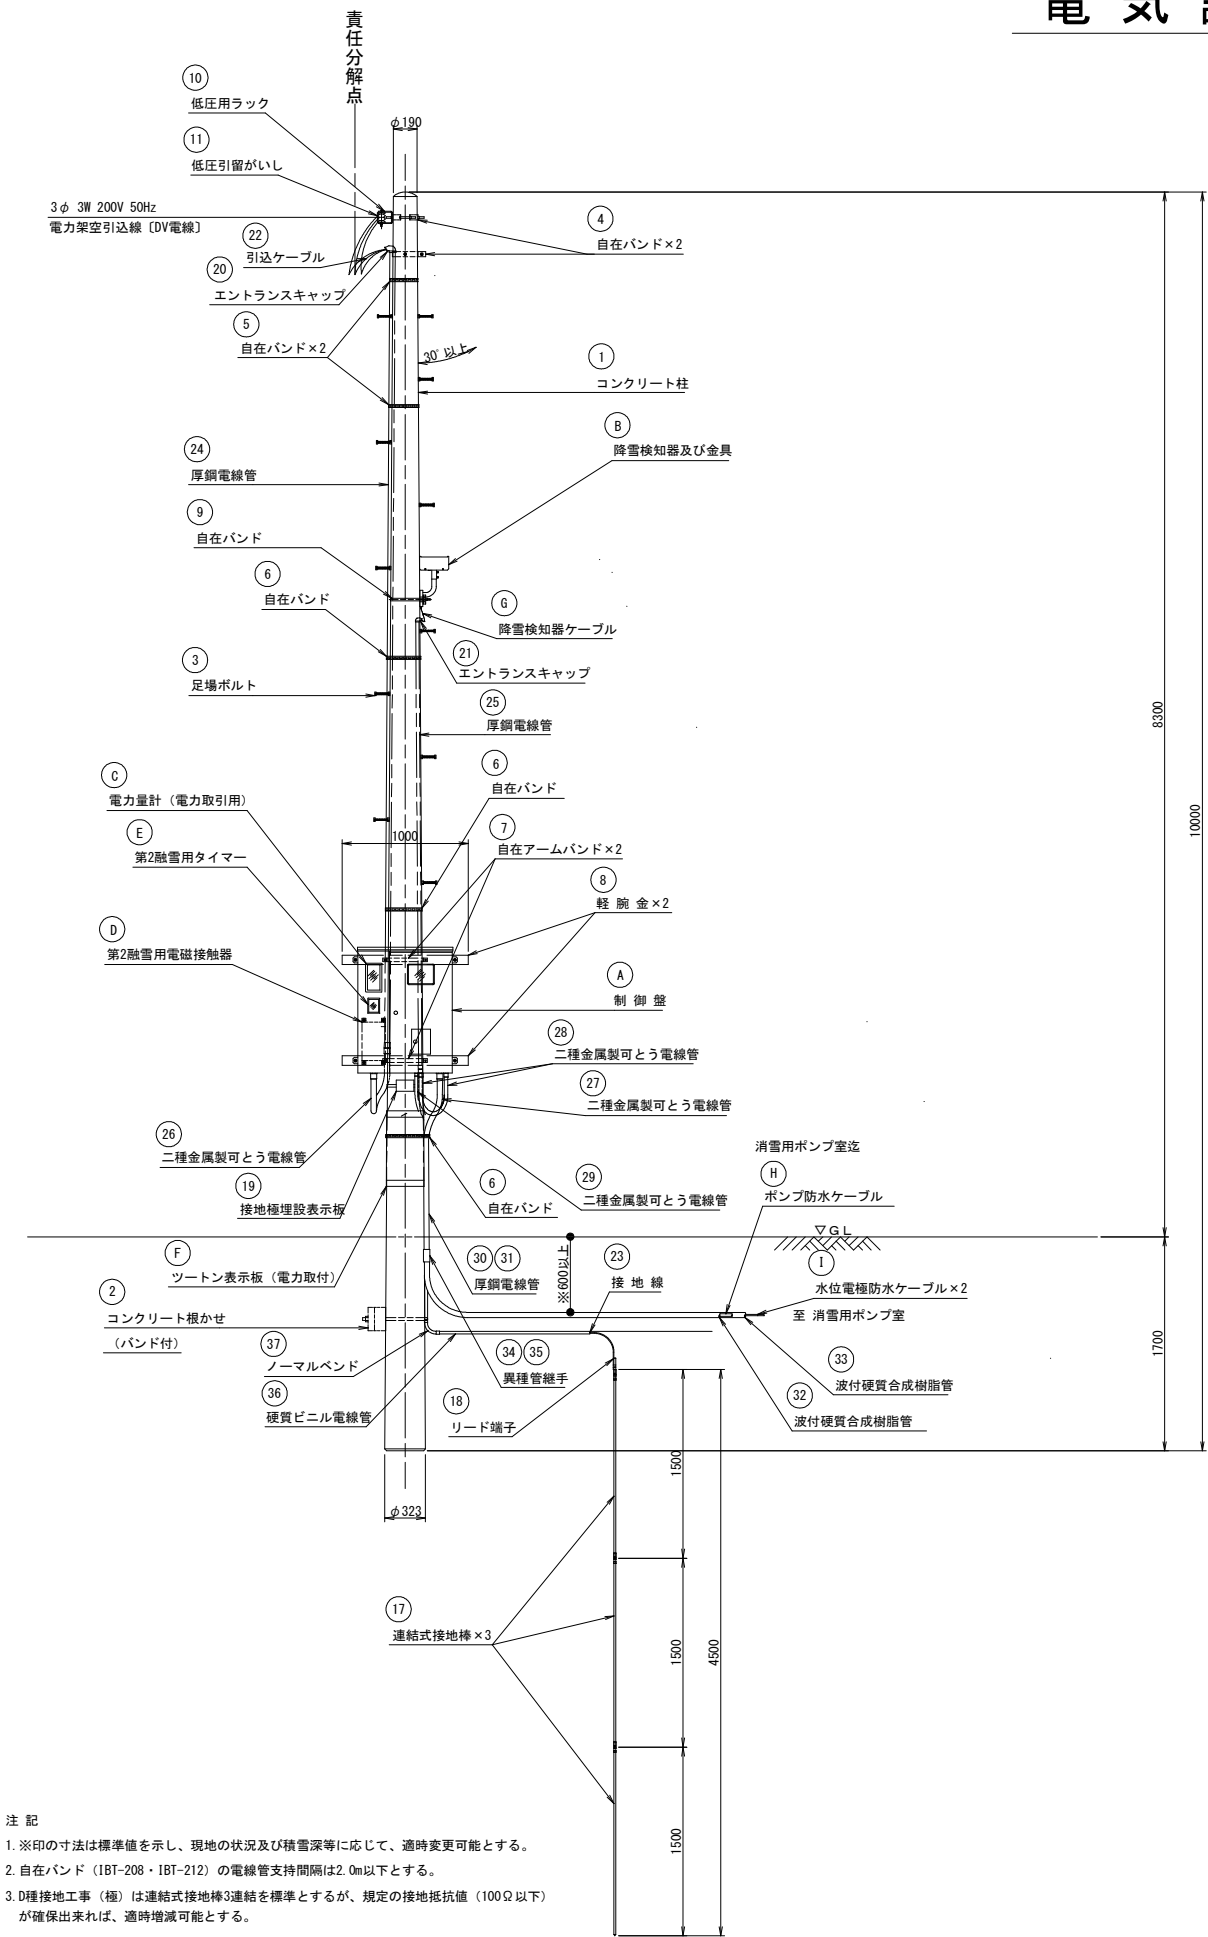 電 気
責任分解点
10
低圧用ラック
φ190
11
低圧引留がいし
3φ 3W 200V 50Hz
電力架空引込線〔DV電線〕
4
自在バンド×2
22
引込ケーブル
20
エントランスキャップ
5
自在バンド×2
30°以上
1
コンクリート柱
B
降雪検知器及び金具
24
厚鋼電線管
9
自在バンド
6
自在バンド
G
降雪検知器ケーブル
21
エントランスキャップ
3
足場ボルト
25
厚鋼電線管
8300
10000
6
自在バンド
C
電力量計（電力取引用）
1000
7
自在アームバンド×2
E
第2融雪用タイマー
8
軽 腕 金×2
D
第2融雪用電磁接触器
A
制 御 盤
28
二種金属製可とう電線管
27
二種金属製可とう電線管
26
二種金属製可とう電線管
消雪用ポンプ室迄
H
ポンプ防水ケーブル
29
二種金属製可とう電線管
19
接地極埋設表示板
6
自在バンド
▽GL
F
ツートン表示板（電力取付）
30 31
厚鋼電線管
※600以上
23
接 地 線
I
水位電極防水ケーブル×2
至 消雪用ポンプ室
2
コンクリート根かせ
（バンド付）
1700
37
ノーマルベンド
34 35
異種管継手
33
波付硬質合成樹脂管
36
硬質ビニル電線管
18
リード端子
32
波付硬質合成樹脂管
1500
φ323
17
連結式接地棒×3
1500
4500
1500
注 記
1.※印の寸法は標準値を示し、現地の状況及び積雪深等に応じて、適時変更可能とする。
2.自在バンド（IBT-208・IBT-212）の電線管支持間隔は2.0m以下とする。
3.D種接地工事（極）は連結式接地棒3連結を標準とするが、規定の接地抵抗値（100Ω以下）
が確保出来れば、適時増減可能とする。